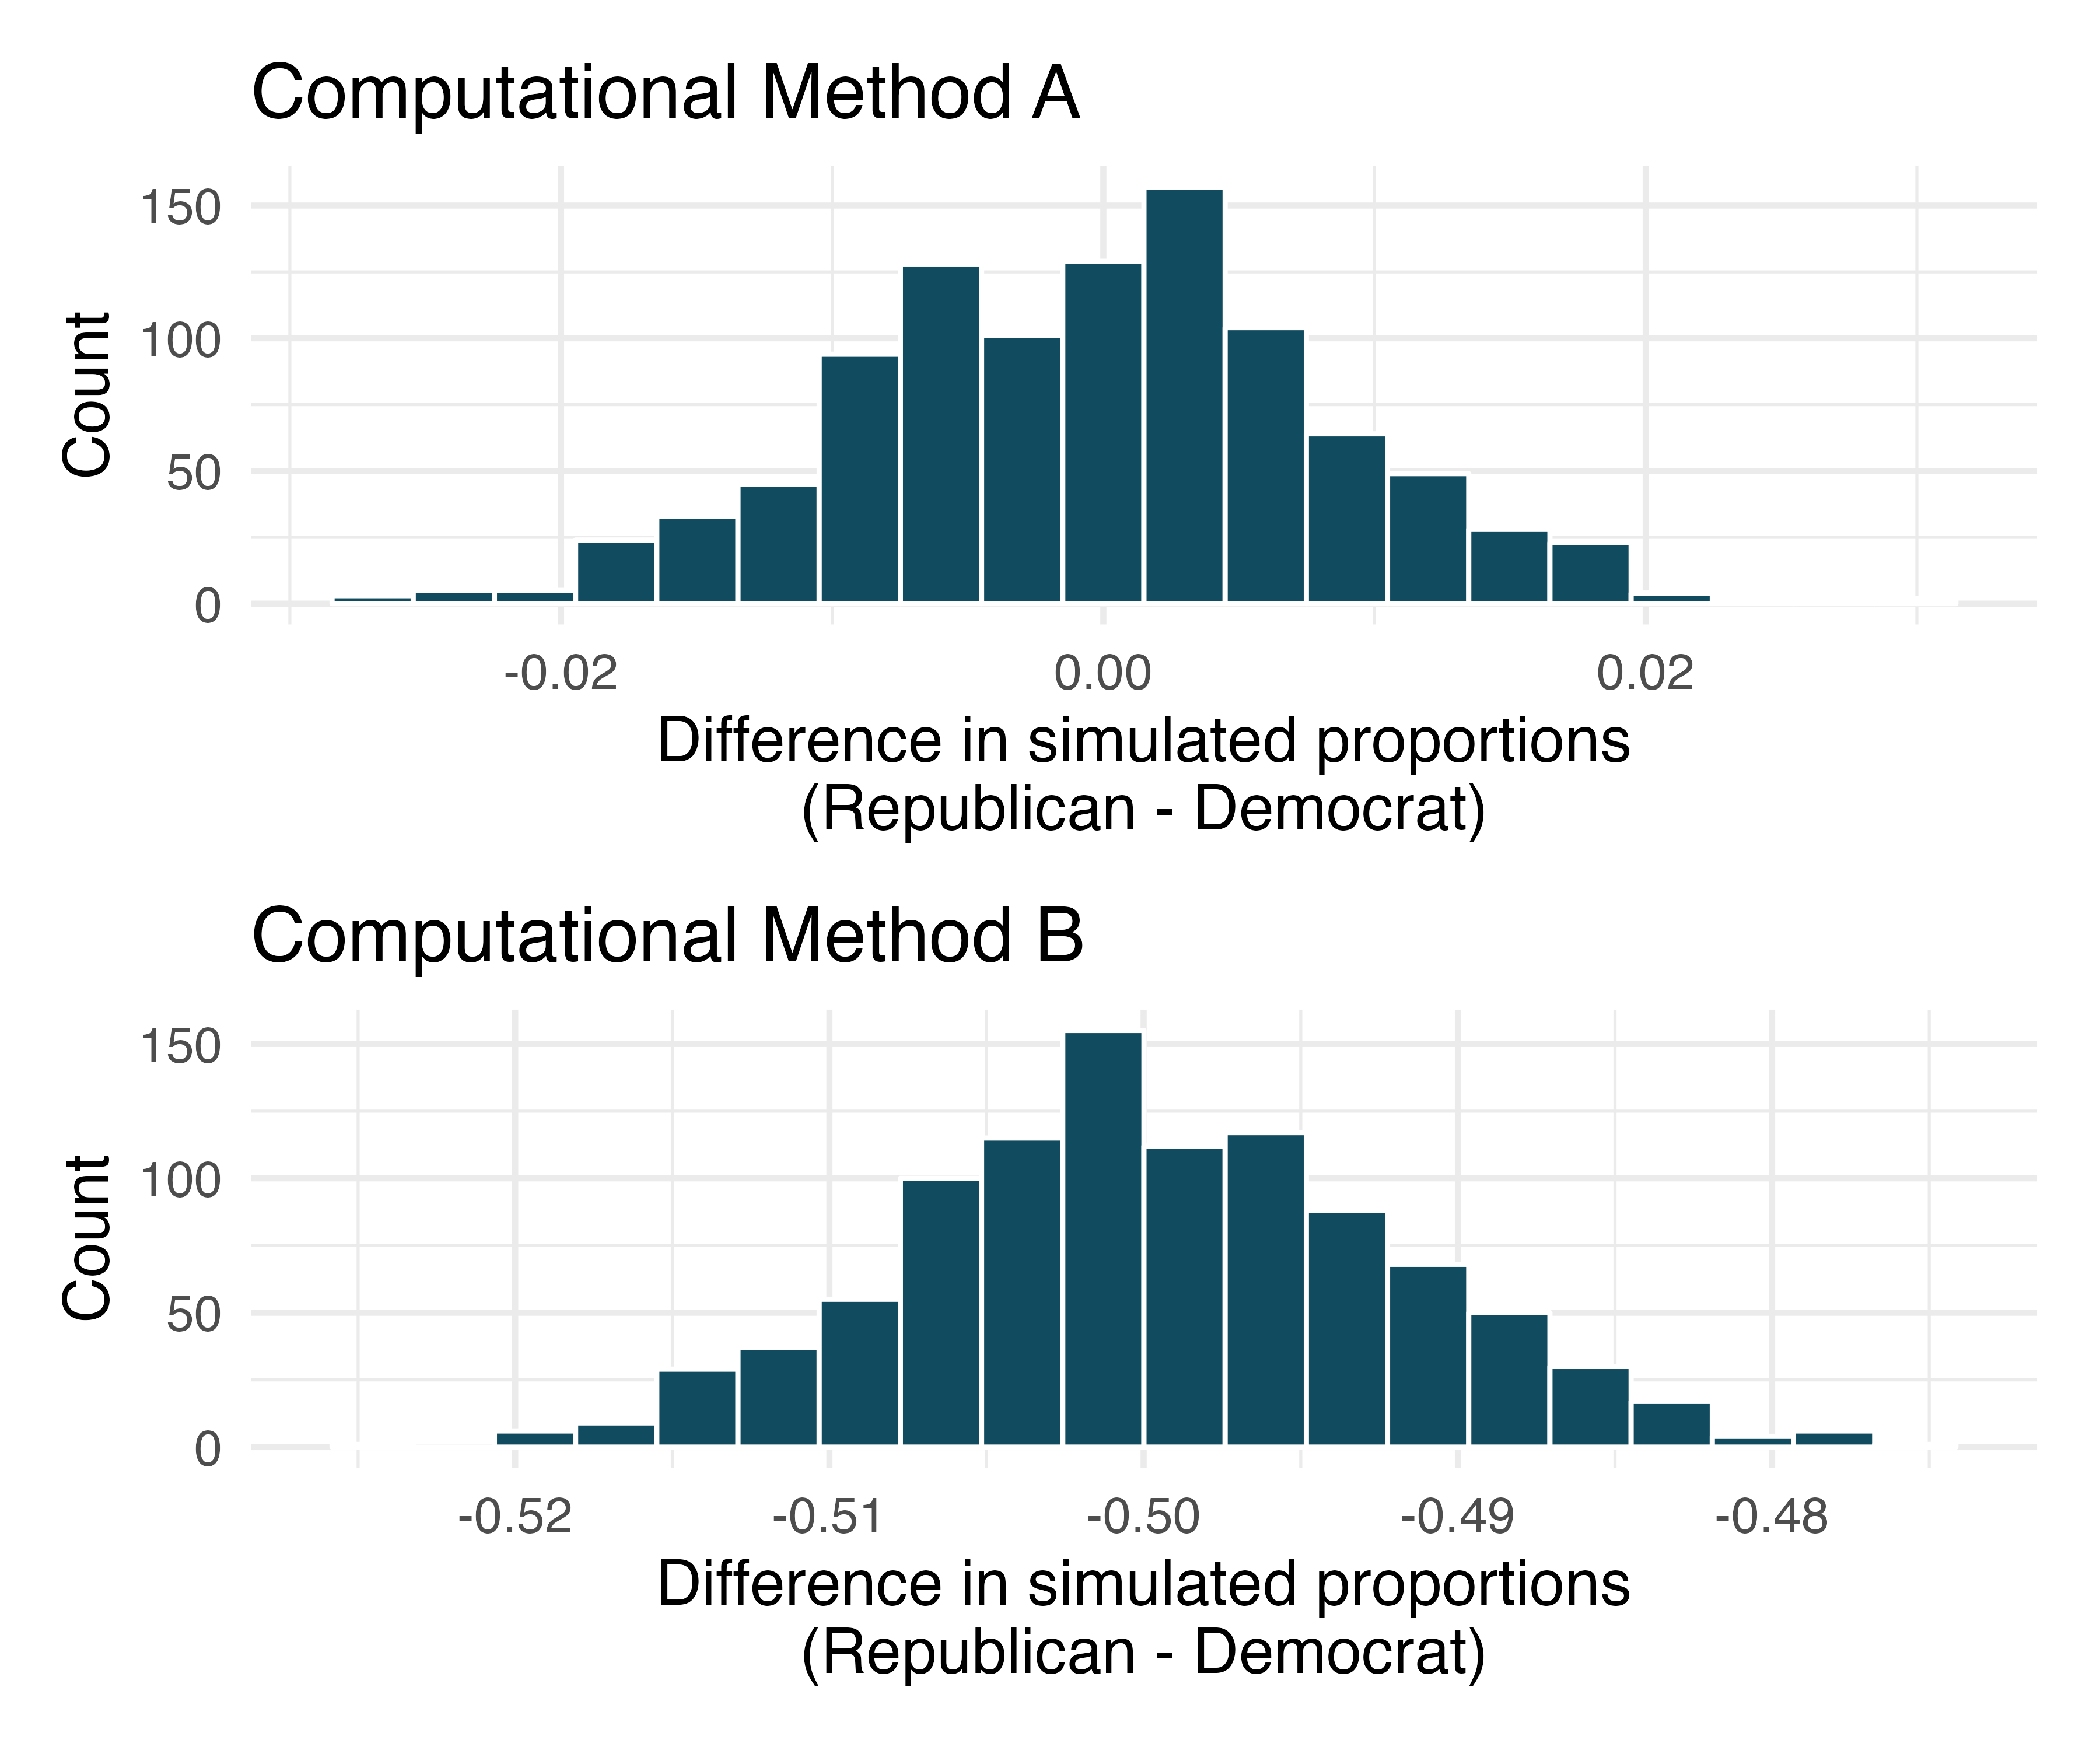 Computational Method A
150
100
50
0
Count
-0.02 0.00 0.02
Difference in simulated proportions
(Republican - Democrat)
Computational Method B
150
100
50
0
Count
-0.52 -0.51 -0.50 -0.49 -0.48
Difference in simulated proportions
(Republican - Democrat)